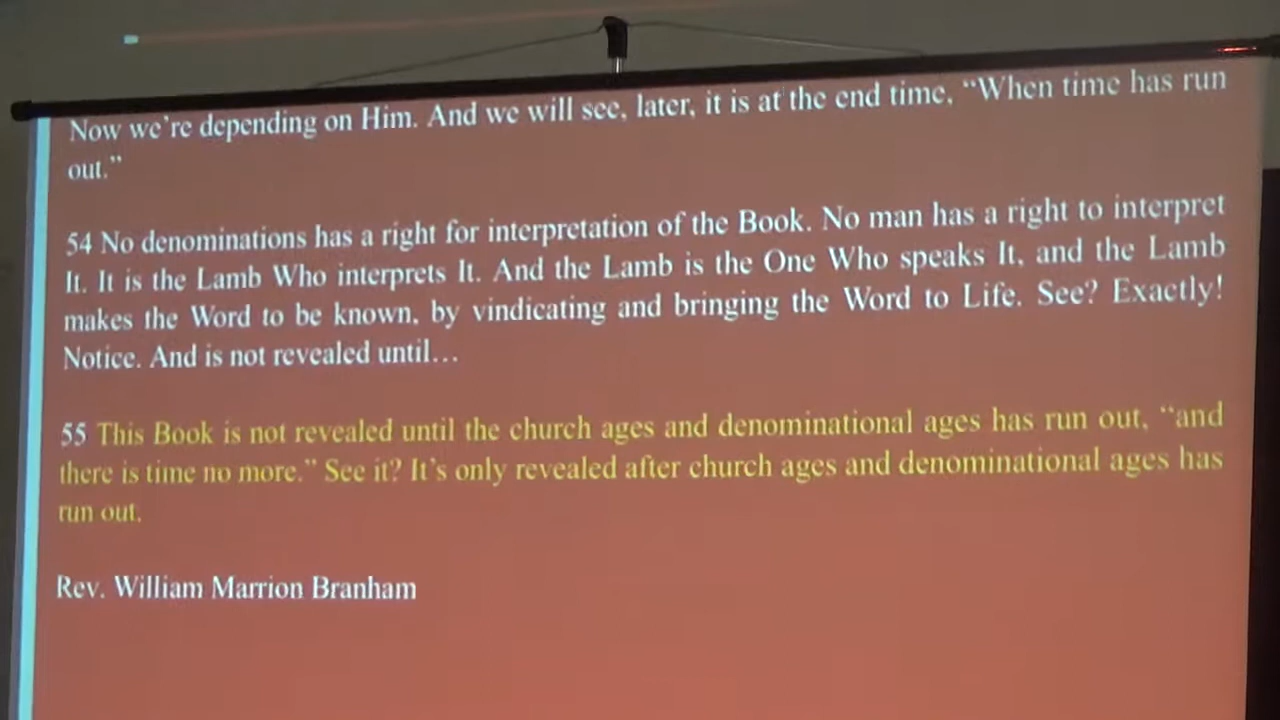 Now we're depending on Him. And we will see, later, it is at the end time, “When time has run
out.”
54 No denominations has a right for interpretation of the Book. No man has a right to interpret
It. It is the Lamb Who interprets It. And the Lamb is the One Who speaks It, and the Lamb
makes the Word to be known, by vindicating and bringing the Word to Life. See? Exactly!
Notice. And is not revealed until…
55 This Book is not revealed until the church ages and denominational ages has run out, “and
there is time no more.” See it? It's only revealed after church ages and denominational ages has
run out.
Rev. William Marrion Branham